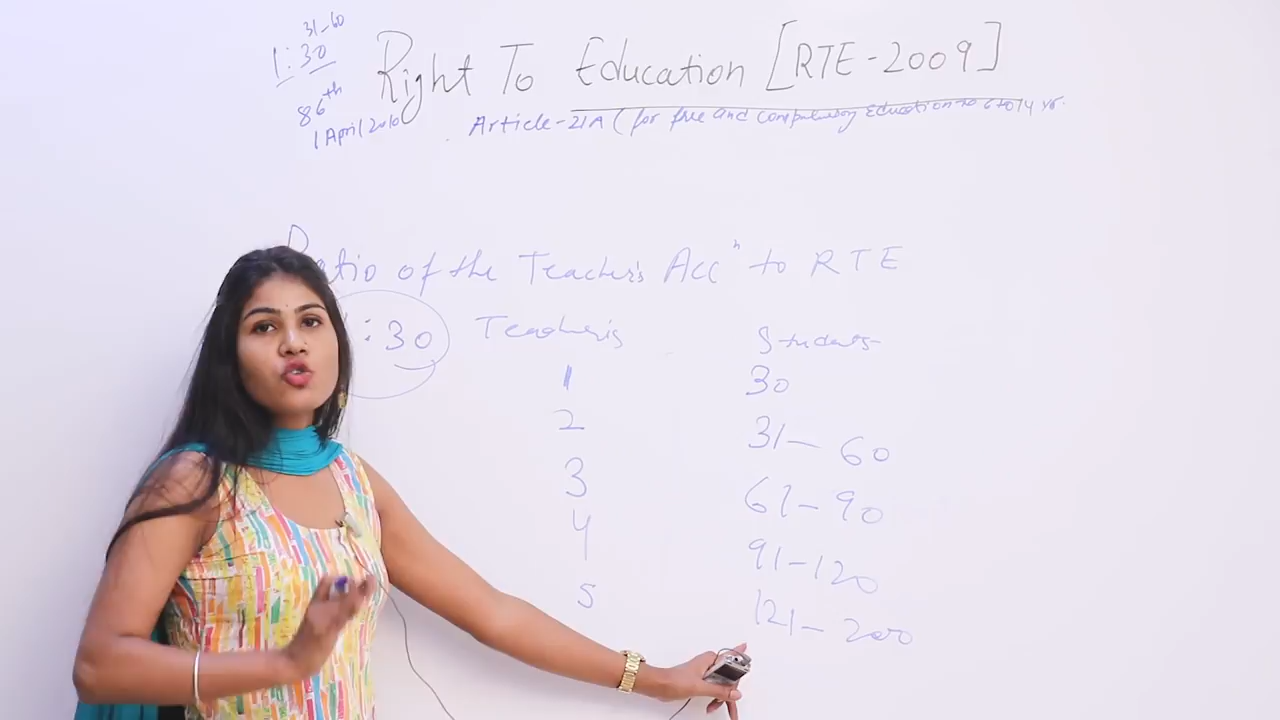 31-60
1:30
86th
1 April 2010
Right To Education [RTE-2009]
Article-21A (for free and compulsory Education to 6 to 14 yr.
Ratio of the Teacher's Accn to RTE
:30
Teacher's Students
1 30
2 31-60
3 61-90
4 91-120
5 121-200